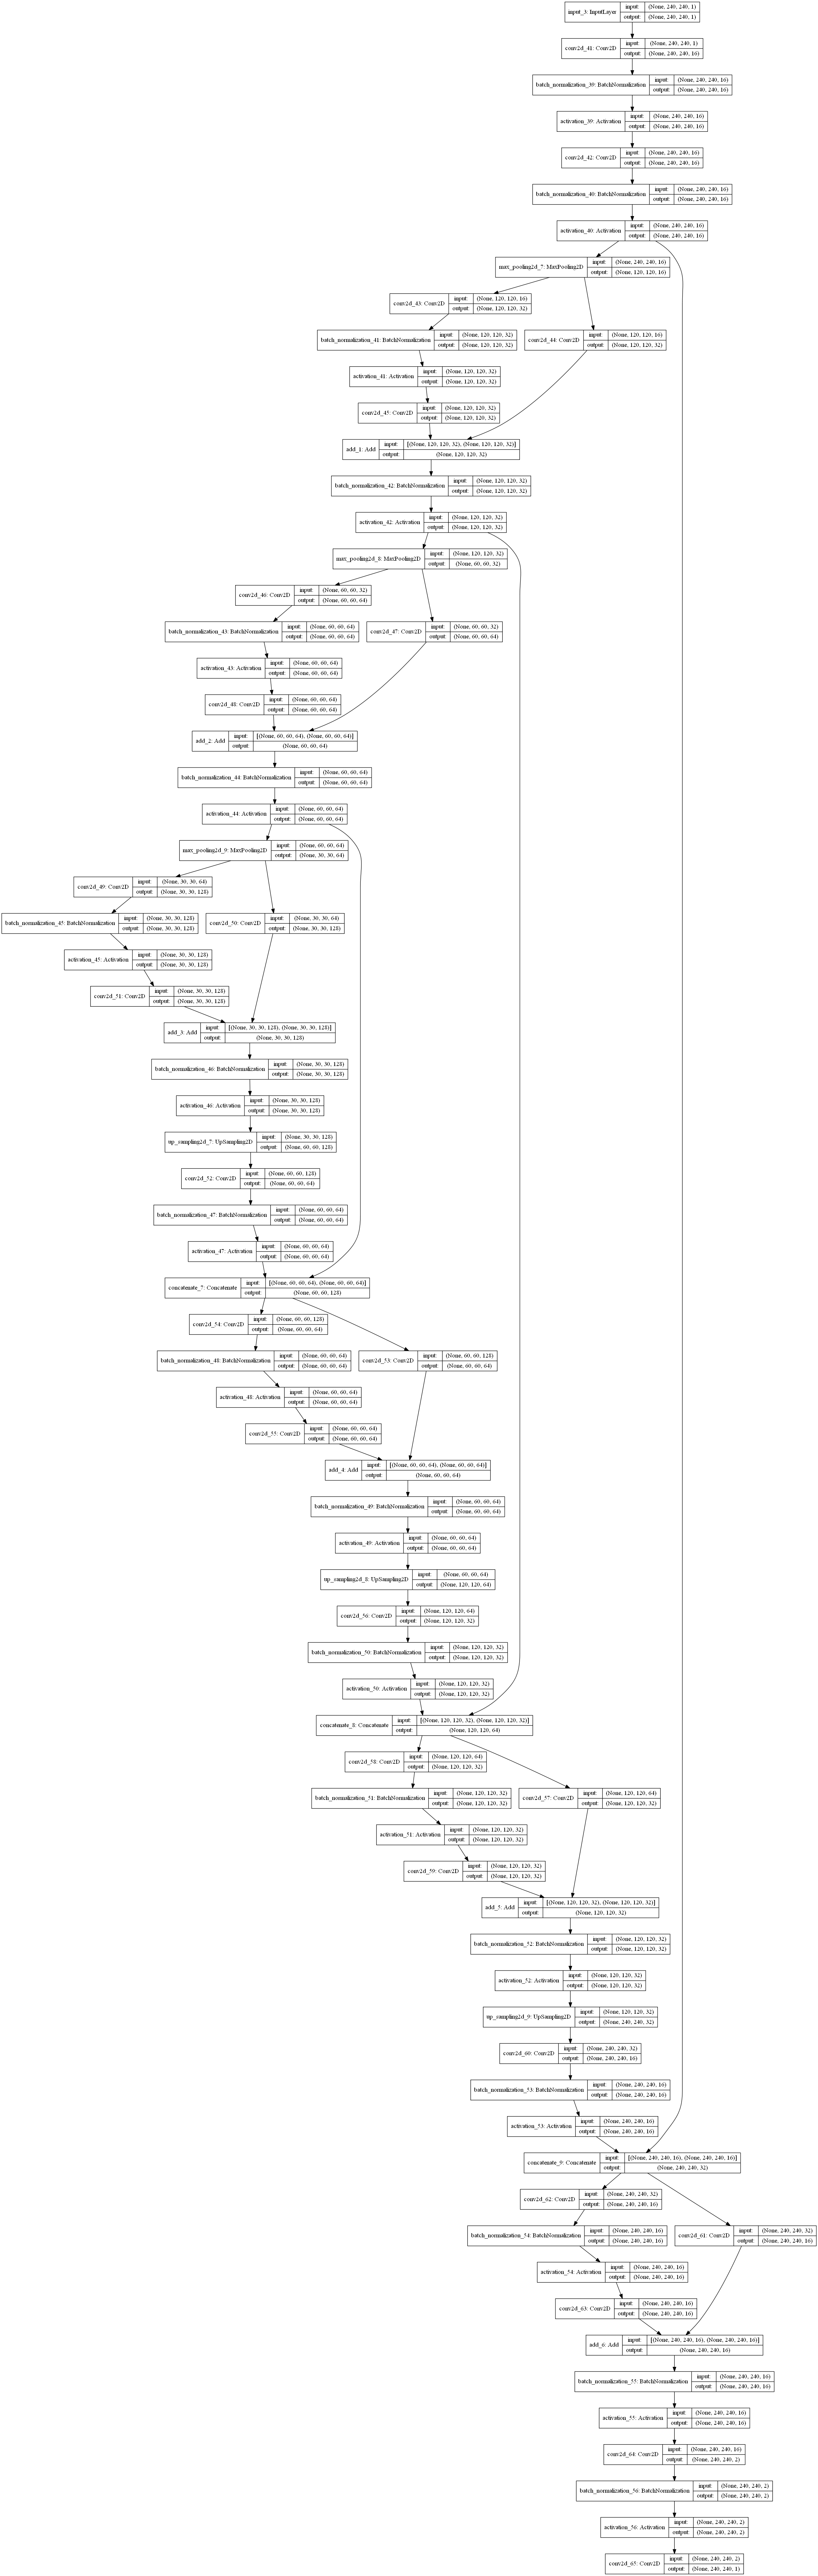 input_3: InputLayer input: (None, 240, 240, 1)
output: (None, 240, 240, 1)
conv2d_41: Conv2D input: (None, 240, 240, 1)
output: (None, 240, 240, 16)
batch_normalization_39: BatchNormalization input: (None, 240, 240, 16)
output: (None, 240, 240, 16)
activation_39: Activation input: (None, 240, 240, 16)
output: (None, 240, 240, 16)
conv2d_42: Conv2D input: (None, 240, 240, 16)
output: (None, 240, 240, 16)
batch_normalization_40: BatchNormalization input: (None, 240, 240, 16)
output: (None, 240, 240, 16)
activation_40: Activation input: (None, 240, 240, 16)
output: (None, 240, 240, 16)
max_pooling2d_7: MaxPooling2D input: (None, 240, 240, 16)
output: (None, 120, 120, 16)
conv2d_43: Conv2D input: (None, 120, 120, 16)
output: (None, 120, 120, 32)
batch_normalization_41: BatchNormalization input: (None, 120, 120, 32)
output: (None, 120, 120, 32)
conv2d_44: Conv2D input: (None, 120, 120, 16)
output: (None, 120, 120, 32)
activation_41: Activation input: (None, 120, 120, 32)
output: (None, 120, 120, 32)
conv2d_45: Conv2D input: (None, 120, 120, 32)
output: (None, 120, 120, 32)
add_1: Add input: [(None, 120, 120, 32), (None, 120, 120, 32)]
output: (None, 120, 120, 32)
batch_normalization_42: BatchNormalization input: (None, 120, 120, 32)
output: (None, 120, 120, 32)
activation_42: Activation input: (None, 120, 120, 32)
output: (None, 120, 120, 32)
max_pooling2d_8: MaxPooling2D input: (None, 120, 120, 32)
output: (None, 60, 60, 32)
conv2d_46: Conv2D input: (None, 60, 60, 32)
output: (None, 60, 60, 64)
batch_normalization_43: BatchNormalization input: (None, 60, 60, 64)
output: (None, 60, 60, 64)
conv2d_47: Conv2D input: (None, 60, 60, 32)
output: (None, 60, 60, 64)
activation_43: Activation input: (None, 60, 60, 64)
output: (None, 60, 60, 64)
conv2d_48: Conv2D input: (None, 60, 60, 64)
output: (None, 60, 60, 64)
add_2: Add input: [(None, 60, 60, 64), (None, 60, 60, 64)]
output: (None, 60, 60, 64)
batch_normalization_44: BatchNormalization input: (None, 60, 60, 64)
output: (None, 60, 60, 64)
activation_44: Activation input: (None, 60, 60, 64)
output: (None, 60, 60, 64)
max_pooling2d_9: MaxPooling2D input: (None, 60, 60, 64)
output: (None, 30, 30, 64)
conv2d_49: Conv2D input: (None, 30, 30, 64)
output: (None, 30, 30, 128)
batch_normalization_45: BatchNormalization input: (None, 30, 30, 128)
output: (None, 30, 30, 128)
conv2d_50: Conv2D input: (None, 30, 30, 64)
output: (None, 30, 30, 128)
activation_45: Activation input: (None, 30, 30, 128)
output: (None, 30, 30, 128)
conv2d_51: Conv2D input: (None, 30, 30, 128)
output: (None, 30, 30, 128)
add_3: Add input: [(None, 30, 30, 128), (None, 30, 30, 128)]
output: (None, 30, 30, 128)
batch_normalization_46: BatchNormalization input: (None, 30, 30, 128)
output: (None, 30, 30, 128)
activation_46: Activation input: (None, 30, 30, 128)
output: (None, 30, 30, 128)
up_sampling2d_7: UpSampling2D input: (None, 30, 30, 128)
output: (None, 60, 60, 128)
conv2d_52: Conv2D input: (None, 60, 60, 128)
output: (None, 60, 60, 64)
batch_normalization_47: BatchNormalization input: (None, 60, 60, 64)
output: (None, 60, 60, 64)
activation_47: Activation input: (None, 60, 60, 64)
output: (None, 60, 60, 64)
concatenate_7: Concatenate input: [(None, 60, 60, 64), (None, 60, 60, 64)]
output: (None, 60, 60, 128)
conv2d_54: Conv2D input: (None, 60, 60, 128)
output: (None, 60, 60, 64)
batch_normalization_48: BatchNormalization input: (None, 60, 60, 64)
output: (None, 60, 60, 64)
conv2d_53: Conv2D input: (None, 60, 60, 128)
output: (None, 60, 60, 64)
activation_48: Activation input: (None, 60, 60, 64)
output: (None, 60, 60, 64)
conv2d_55: Conv2D input: (None, 60, 60, 64)
output: (None, 60, 60, 64)
add_4: Add input: [(None, 60, 60, 64), (None, 60, 60, 64)]
output: (None, 60, 60, 64)
batch_normalization_49: BatchNormalization input: (None, 60, 60, 64)
output: (None, 60, 60, 64)
activation_49: Activation input: (None, 60, 60, 64)
output: (None, 60, 60, 64)
up_sampling2d_8: UpSampling2D input: (None, 60, 60, 64)
output: (None, 120, 120, 64)
conv2d_56: Conv2D input: (None, 120, 120, 64)
output: (None, 120, 120, 32)
batch_normalization_50: BatchNormalization input: (None, 120, 120, 32)
output: (None, 120, 120, 32)
activation_50: Activation input: (None, 120, 120, 32)
output: (None, 120, 120, 32)
concatenate_8: Concatenate input: [(None, 120, 120, 32), (None, 120, 120, 32)]
output: (None, 120, 120, 64)
conv2d_58: Conv2D input: (None, 120, 120, 64)
output: (None, 120, 120, 32)
batch_normalization_51: BatchNormalization input: (None, 120, 120, 32)
output: (None, 120, 120, 32)
conv2d_57: Conv2D input: (None, 120, 120, 64)
output: (None, 120, 120, 32)
activation_51: Activation input: (None, 120, 120, 32)
output: (None, 120, 120, 32)
conv2d_59: Conv2D input: (None, 120, 120, 32)
output: (None, 120, 120, 32)
add_5: Add input: [(None, 120, 120, 32), (None, 120, 120, 32)]
output: (None, 120, 120, 32)
batch_normalization_52: BatchNormalization input: (None, 120, 120, 32)
output: (None, 120, 120, 32)
activation_52: Activation input: (None, 120, 120, 32)
output: (None, 120, 120, 32)
up_sampling2d_9: UpSampling2D input: (None, 120, 120, 32)
output: (None, 240, 240, 32)
conv2d_60: Conv2D input: (None, 240, 240, 32)
output: (None, 240, 240, 16)
batch_normalization_53: BatchNormalization input: (None, 240, 240, 16)
output: (None, 240, 240, 16)
activation_53: Activation input: (None, 240, 240, 16)
output: (None, 240, 240, 16)
concatenate_9: Concatenate input: [(None, 240, 240, 16), (None, 240, 240, 16)]
output: (None, 240, 240, 32)
conv2d_62: Conv2D input: (None, 240, 240, 32)
output: (None, 240, 240, 16)
batch_normalization_54: BatchNormalization input: (None, 240, 240, 16)
output: (None, 240, 240, 16)
conv2d_61: Conv2D input: (None, 240, 240, 32)
output: (None, 240, 240, 16)
activation_54: Activation input: (None, 240, 240, 16)
output: (None, 240, 240, 16)
conv2d_63: Conv2D input: (None, 240, 240, 16)
output: (None, 240, 240, 16)
add_6: Add input: [(None, 240, 240, 16), (None, 240, 240, 16)]
output: (None, 240, 240, 16)
batch_normalization_55: BatchNormalization input: (None, 240, 240, 16)
output: (None, 240, 240, 16)
activation_55: Activation input: (None, 240, 240, 16)
output: (None, 240, 240, 16)
conv2d_64: Conv2D input: (None, 240, 240, 16)
output: (None, 240, 240, 2)
batch_normalization_56: BatchNormalization input: (None, 240, 240, 2)
output: (None, 240, 240, 2)
activation_56: Activation input: (None, 240, 240, 2)
output: (None, 240, 240, 2)
conv2d_65: Conv2D input: (None, 240, 240, 2)
output: (None, 240, 240, 1)